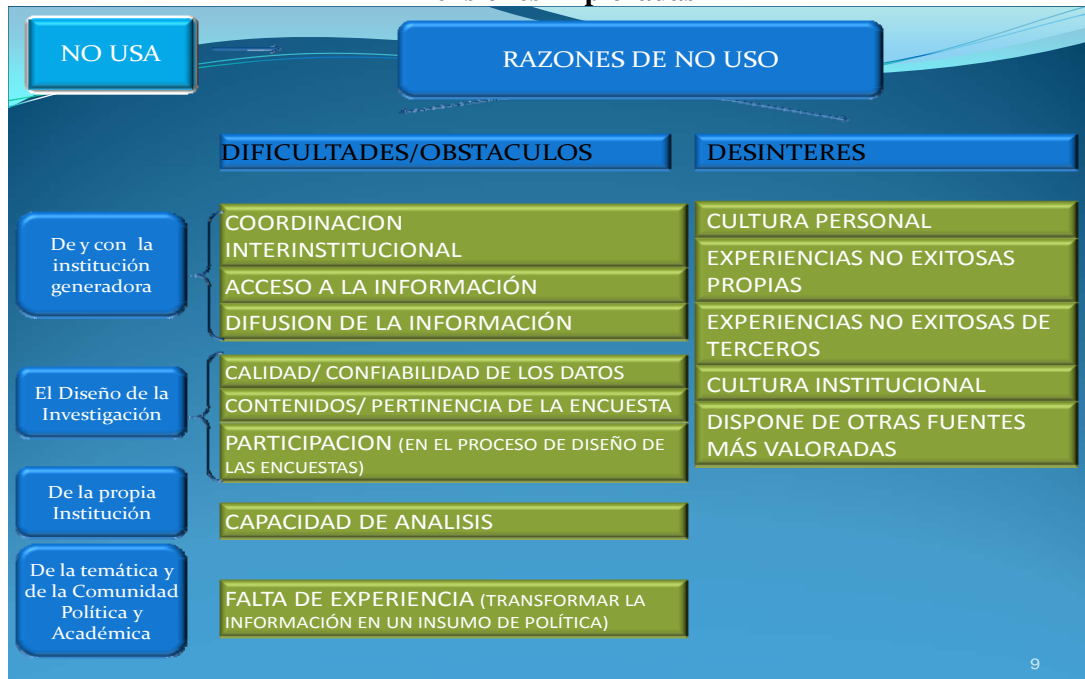 NO USA
RAZONES DE NO USO
DIFICULTADES/OBSTACULOS
DESINTERES
De y con la
institución
generadora
COORDINACION
INTERINSTITUCIONAL
ACCESO A LA INFORMACIÓN
DIFUSION DE LA INFORMACIÓN
El Diseño de la
Investigación
CALIDAD/ CONFIABILIDAD DE LOS DATOS
CONTENIDOS/ PERTINENCIA DE LA ENCUESTA
PARTICIPACION (EN EL PROCESO DE DISEÑO DE
LAS ENCUESTAS)
De la propia
Institución
CAPACIDAD DE ANALISIS
De la temática y
de la Comunidad
Política y
Académica
FALTA DE EXPERIENCIA (TRANSFORMAR LA
INFORMACIÓN EN UN INSUMO DE POLÍTICA)
CULTURA PERSONAL
EXPERIENCIAS NO EXITOSAS
PROPIAS
EXPERIENCIAS NO EXITOSAS DE
TERCEROS
CULTURA INSTITUCIONAL
DISPONE DE OTRAS FUENTES
MÁS VALORADAS
9